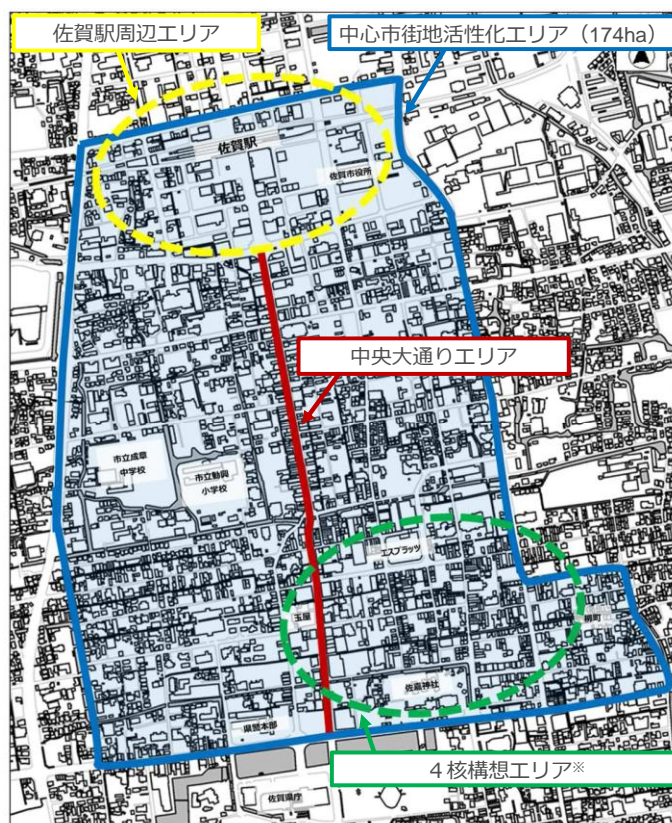 佐賀駅周辺エリア
中心市街地活性化エリア（174ha）
佐賀駅
佐賀市役所
中央大通りエリア
市立成章
中学校
市立勧興
小学校
エスプラッツ
玉屋
柳町
佐嘉神社
県警本部
４核構想エリア※
佐賀県庁